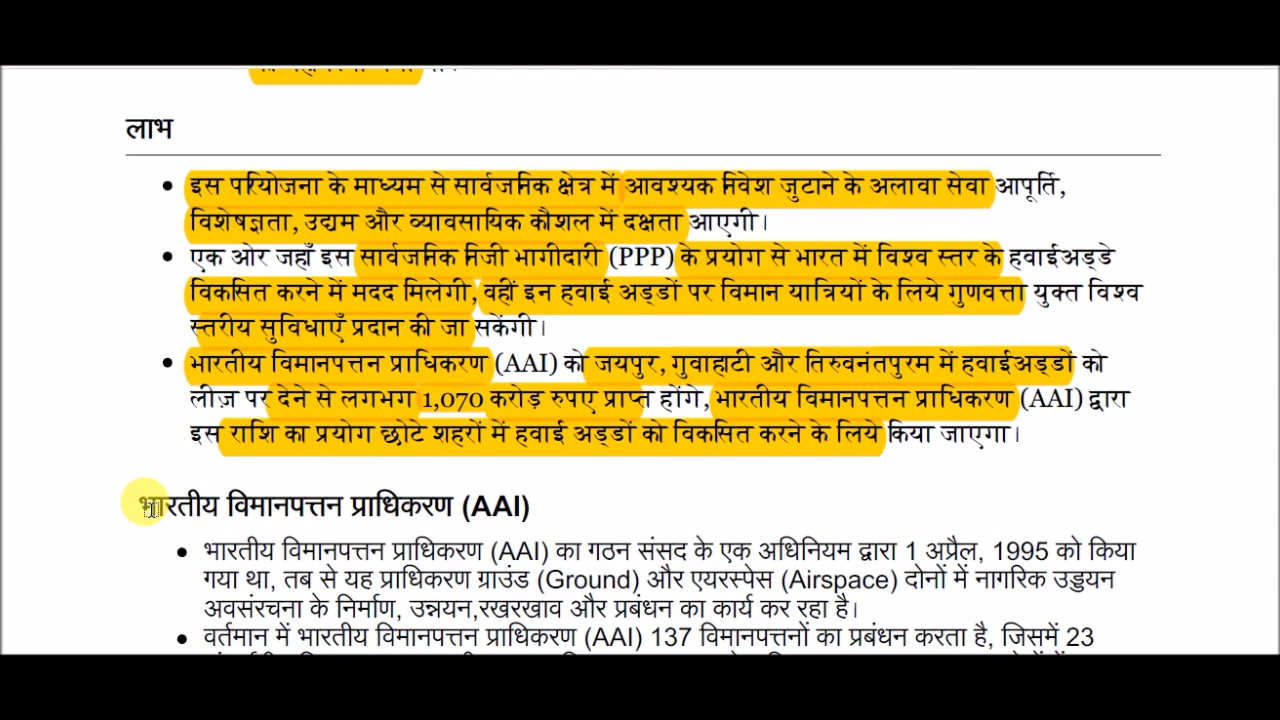 लाभ
इस परियोजना के माध्यम से सार्वजनिक क्षेत्र में आवश्यक निवेश जुटाने के अलावा सेवा आपूर्ति,
विशेषज्ञता, उद्यम और व्यावसायिक कौशल में दक्षता आएगी।
एक ओर जहाँ इस सार्वजनिक निजी भागीदारी (PPP) के प्रयोग से भारत में विश्व स्तर के हवाईअड्डे
विकसित करने में मदद मिलेगी, वहीं इन हवाई अड्डों पर विमान यात्रियों के लिये गुणवत्ता युक्त विश्व
स्तरीय सुविधाएँ प्रदान की जा सकेंगी।
भारतीय विमानपत्तन प्राधिकरण (AAI) को जयपुर, गुवाहाटी और तिरुवनंतपुरम में हवाईअड्डों को
लीज़ पर देने से लगभग 1,070 करोड़ रुपए प्राप्त होंगे, भारतीय विमानपत्तन प्राधिकरण (AAI) द्वारा
इस राशि का प्रयोग छोटे शहरों में हवाई अड्डों को विकसित करने के लिये किया जाएगा।
भारतीय विमानपत्तन प्राधिकरण (AAI)
भारतीय विमानपत्तन प्राधिकरण (AAI) का गठन संसद के एक अधिनियम द्वारा 1 अप्रैल, 1995 को किया
गया था, तब से यह प्राधिकरण ग्राउंड (Ground) और एयरस्पेस (Airspace) दोनों में नागरिक उड्डयन
अवसंरचना के निर्माण, उन्नयन,रखरखाव और प्रबंधन का कार्य कर रहा है।
वर्तमान में भारतीय विमानपत्तन प्राधिकरण (AAI) 137 विमानपत्तनों का प्रबंधन करता है, जिसमें 23